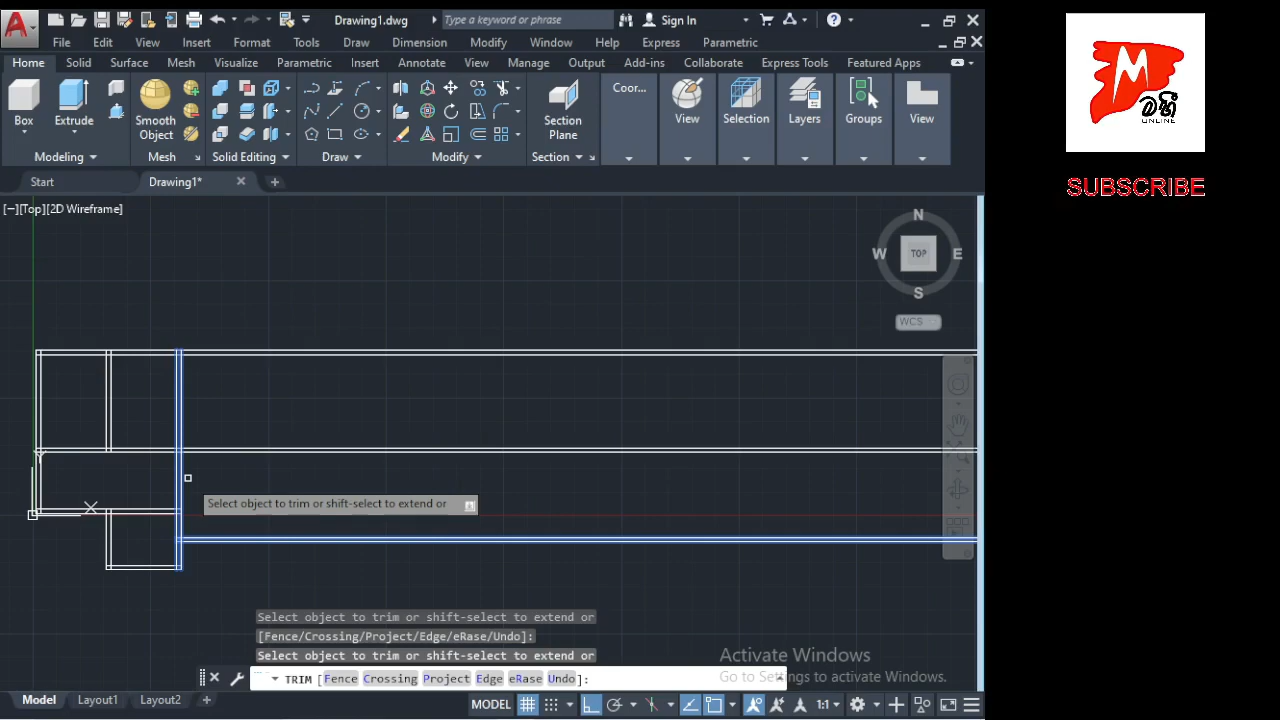 Drawing1.dwg
Type a keyword or phrase
Sign In
File Edit View Insert Format Tools Draw Dimension Modify Window Help Express Parametric
Home Solid Surface Mesh Visualize Parametric Insert Annotate View Manage Output Add-ins Collaborate Express Tools Featured Apps
Box Extrude Smooth Object
Section Plane
Coor...
View Selection Layers Groups View
Modeling Mesh Solid Editing Draw Modify Section
Start Drawing1*
[−][Top][2D Wireframe]
N
W TOP E
S
WCS
Y
X
Select object to trim or shift-select to extend or
Select object to trim or shift-select to extend or
[Fence/Crossing/Project/Edge/eRase/Undo]:
Select object to trim or shift-select to extend or
TRIM [Fence Crossing Project Edge eRase Undo]:
Activate Windows
Go to Settings to activate Windows.
Model Layout1 Layout2
MODEL 1:1
M
මහී
ONLINE
SUBSCRIBE